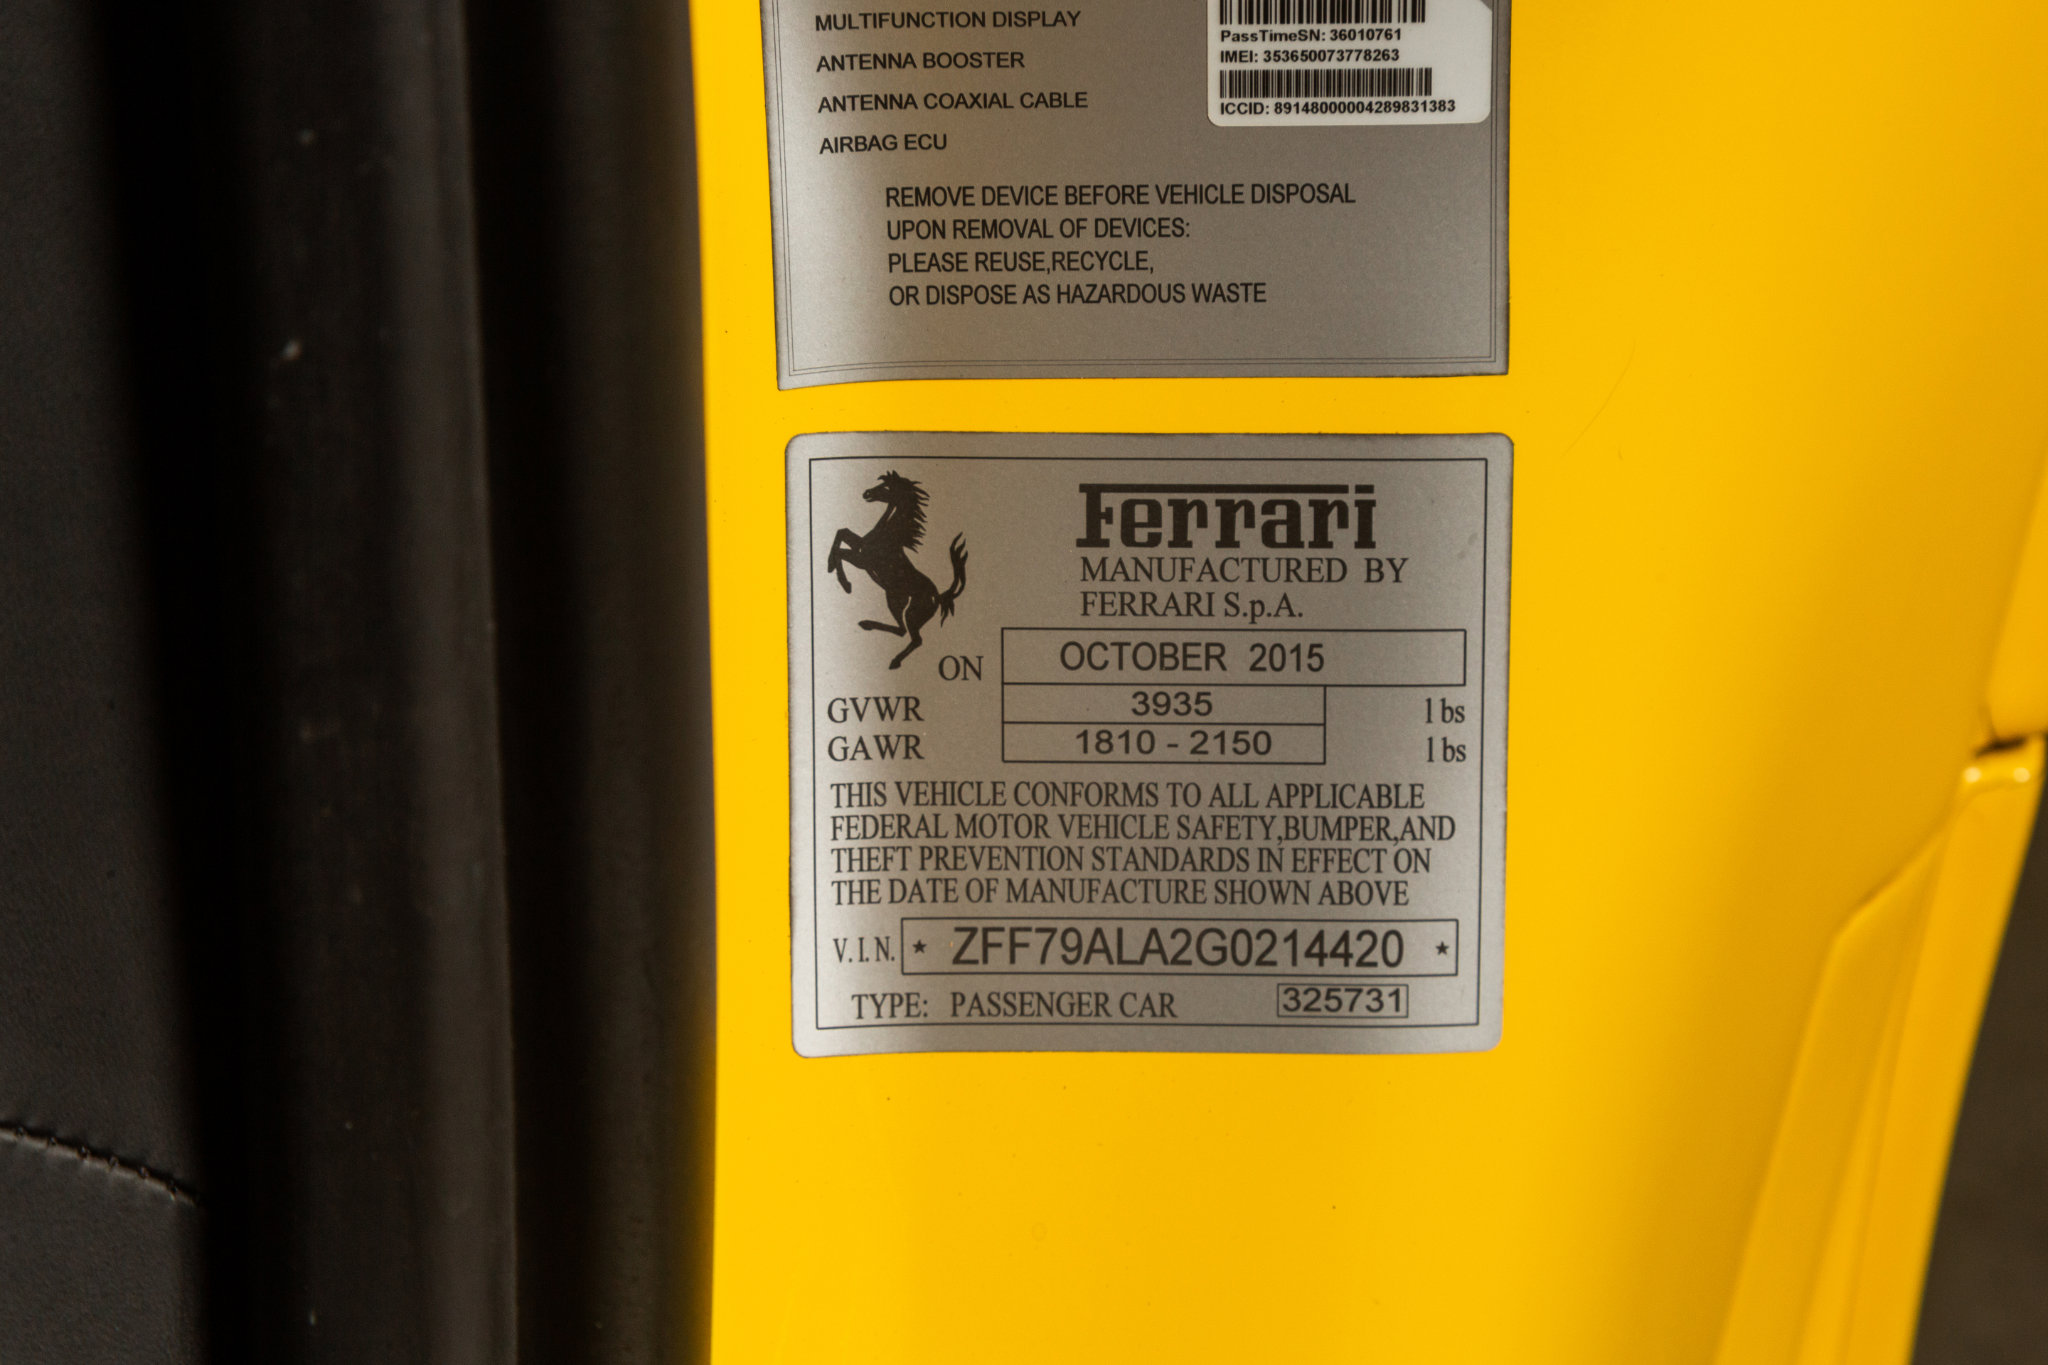 MULTIFUNCTION DISPLAY
ANTENNA BOOSTER
ANTENNA COAXIAL CABLE
AIRBAG ECU
PassTimeSN: 36010761
IMEI: 353650073778263
ICCID: 89148000004289831383
REMOVE DEVICE BEFORE VEHICLE DISPOSAL
UPON REMOVAL OF DEVICES:
PLEASE REUSE,RECYCLE,
OR DISPOSE AS HAZARDOUS WASTE
Ferrari
MANUFACTURED BY
FERRARI S.p.A.
ON OCTOBER 2015
GVWR 3935 lbs
GAWR 1810 - 2150 lbs
THIS VEHICLE CONFORMS TO ALL APPLICABLE
FEDERAL MOTOR VEHICLE SAFETY,BUMPER,AND
THEFT PREVENTION STANDARDS IN EFFECT ON
THE DATE OF MANUFACTURE SHOWN ABOVE
V.I.N. ★ ZFF79ALA2G0214420 ★
TYPE: PASSENGER CAR 325731